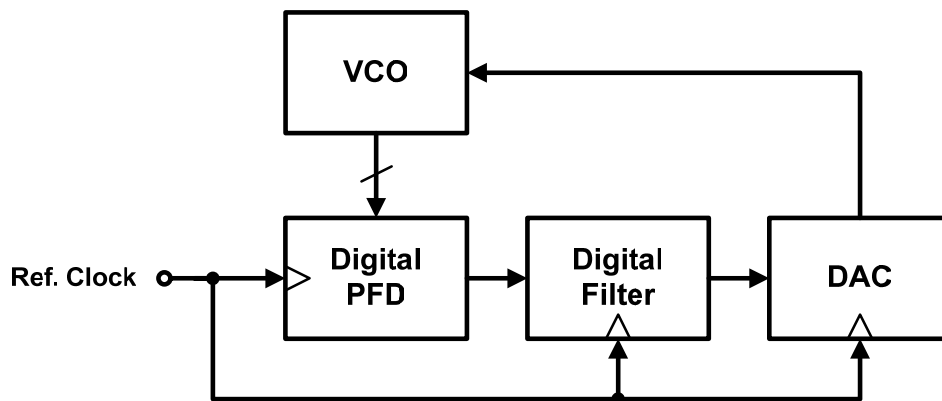 VCO
Ref. Clock
Digital
PFD
Digital
Filter
DAC